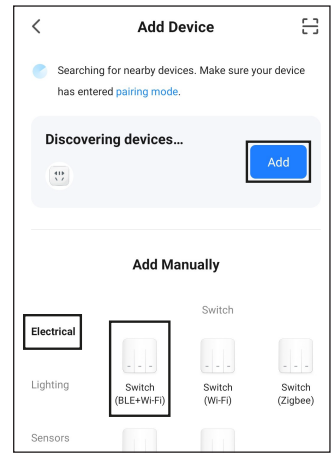 Add Device
Searching for nearby devices. Make sure your device
has entered pairing mode.
Discovering devices...
Add
Add Manually
Switch
Electrical
Lighting
Switch
(BLE+Wi-Fi)
Switch
(Wi-Fi)
Switch
(Zigbee)
Sensors